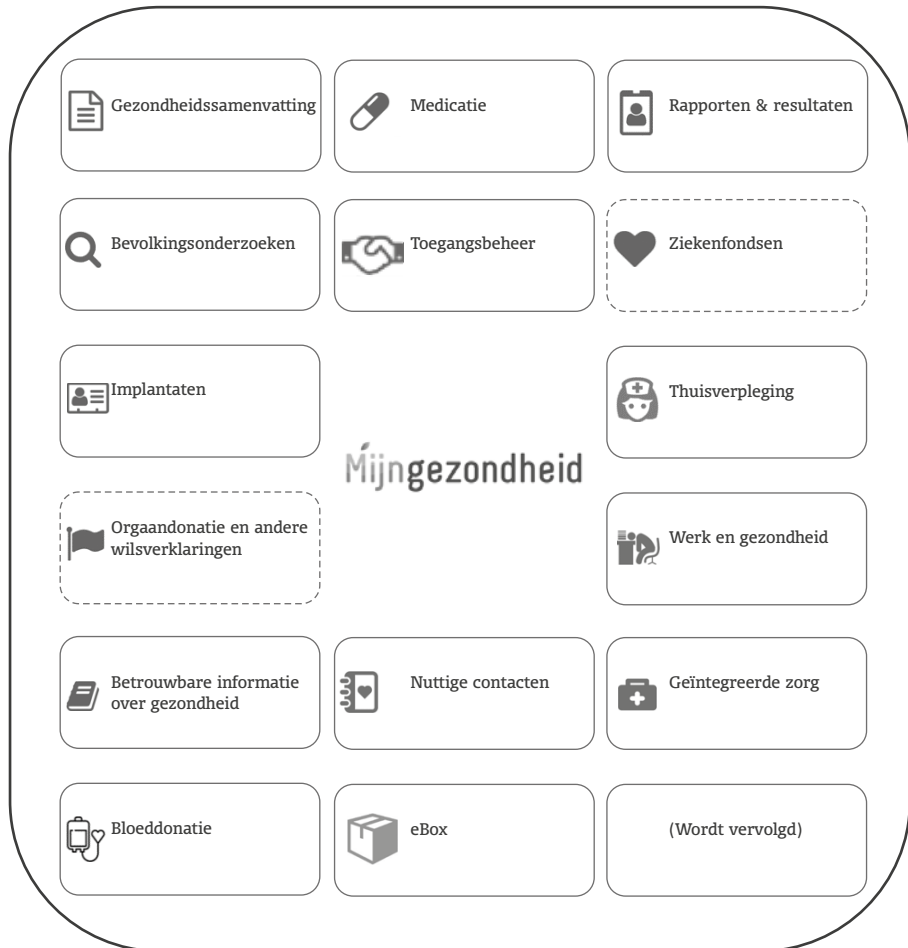 Gezondheidssamenvatting
Medicatie
Rapporten & resultaten
Bevolkingsonderzoeken
Toegangsbeheer
Ziekenfondsen
Implantaten
Thuisverpleging
Mijngezondheid
Orgaandonatie en andere
wilsverklaringen
Werk en gezondheid
Betrouwbare informatie
over gezondheid
Nuttige contacten
Geïntegreerde zorg
Bloeddonatie
eBox
(Wordt vervolgd)